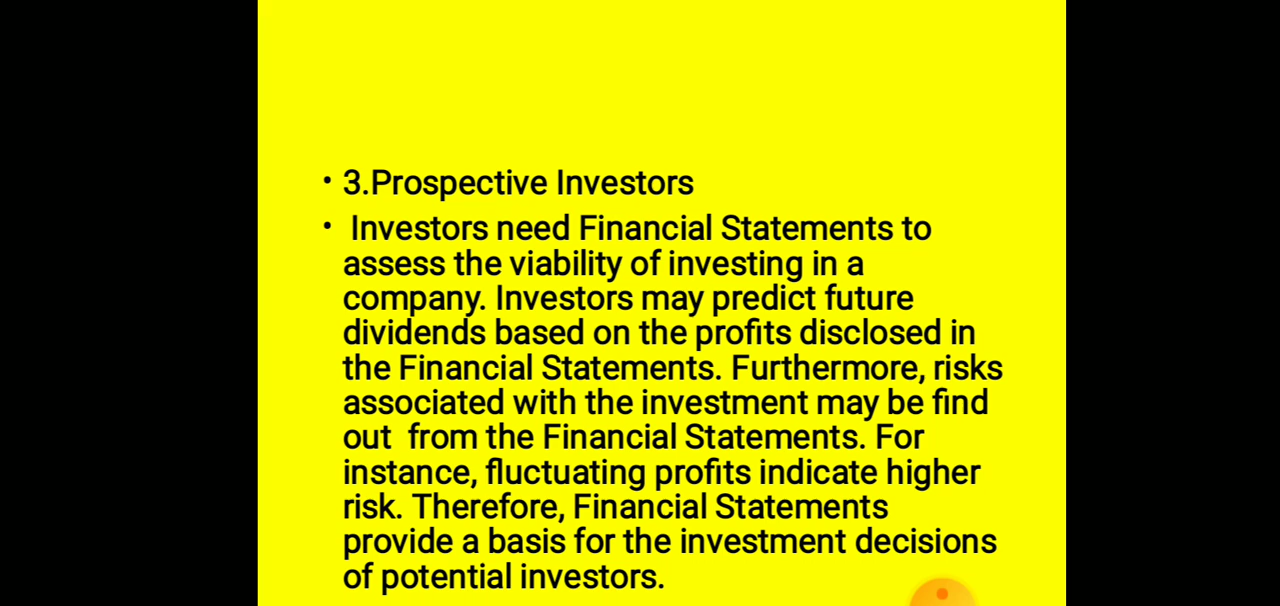 • 3.Prospective Investors
• Investors need Financial Statements to
assess the viability of investing in a
company. Investors may predict future
dividends based on the profits disclosed in
the Financial Statements. Furthermore, risks
associated with the investment may be find
out  from the Financial Statements. For
instance, fluctuating profits indicate higher
risk. Therefore, Financial Statements
provide a basis for the investment decisions
of potential investors.